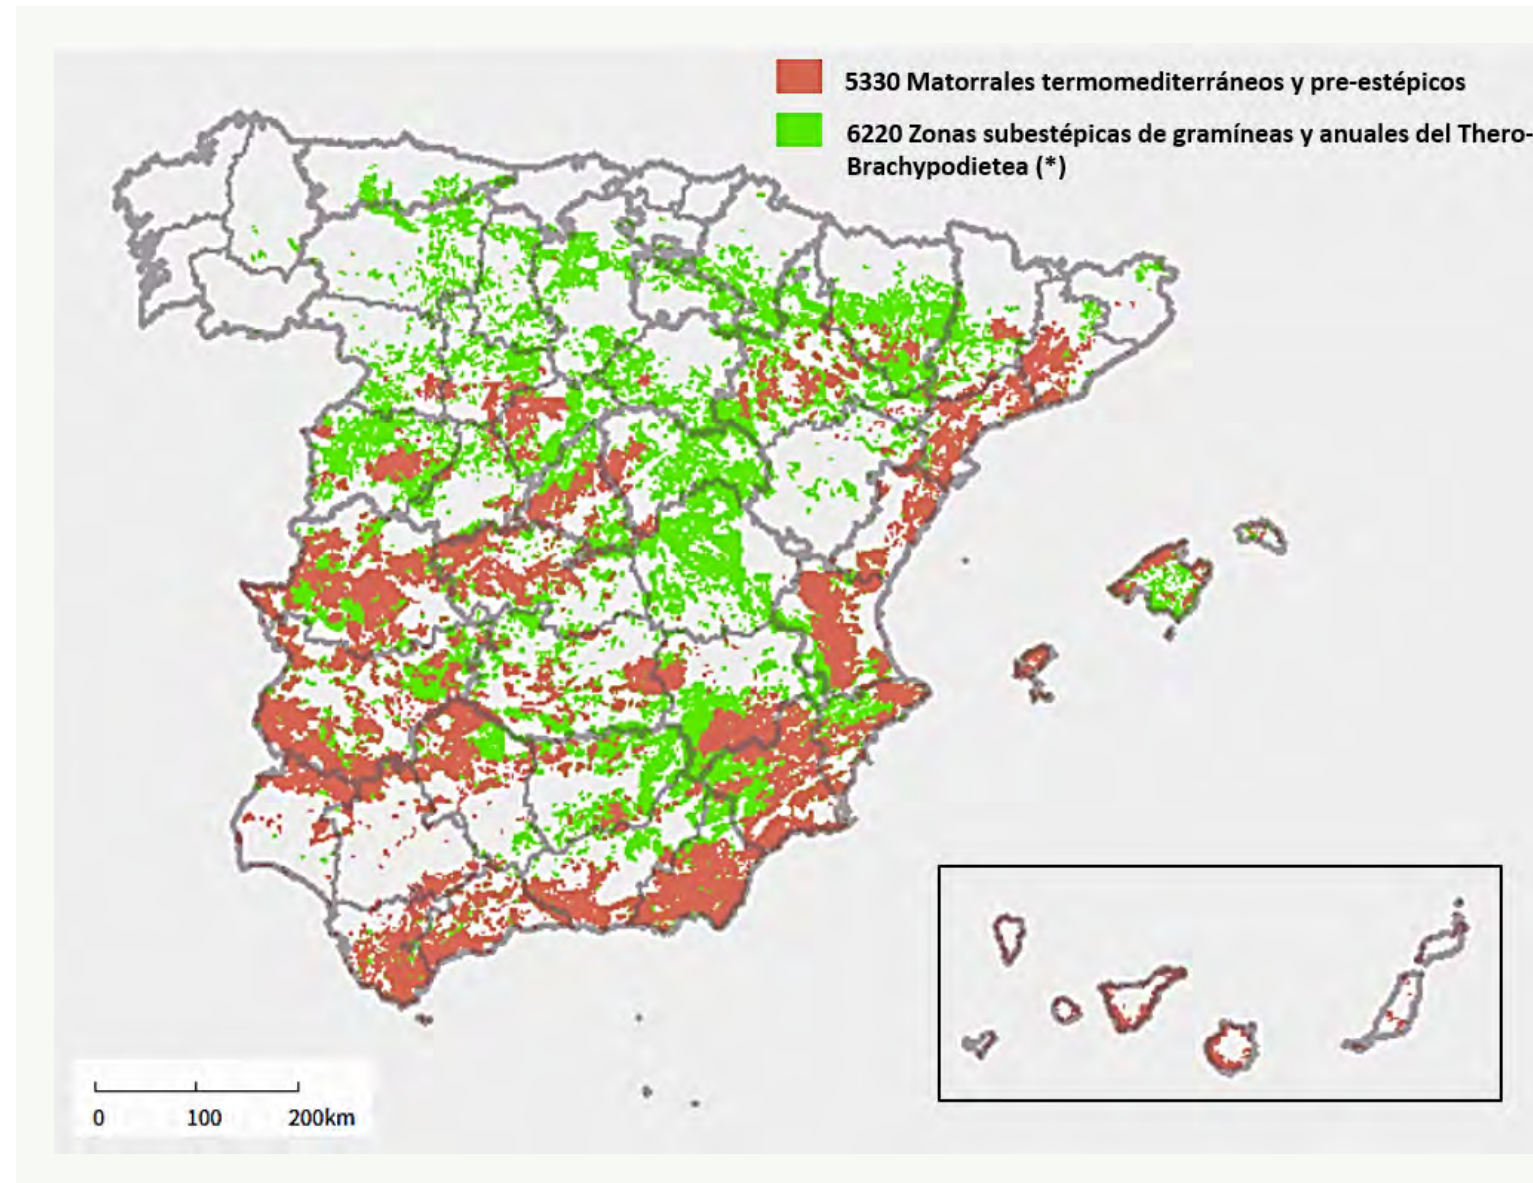 5330 Matorrales termomediterráneos y pre-estépicos
6220 Zonas subestépicas de gramíneas y anuales del Thero-
Brachypodietea (*)
0 100 200km